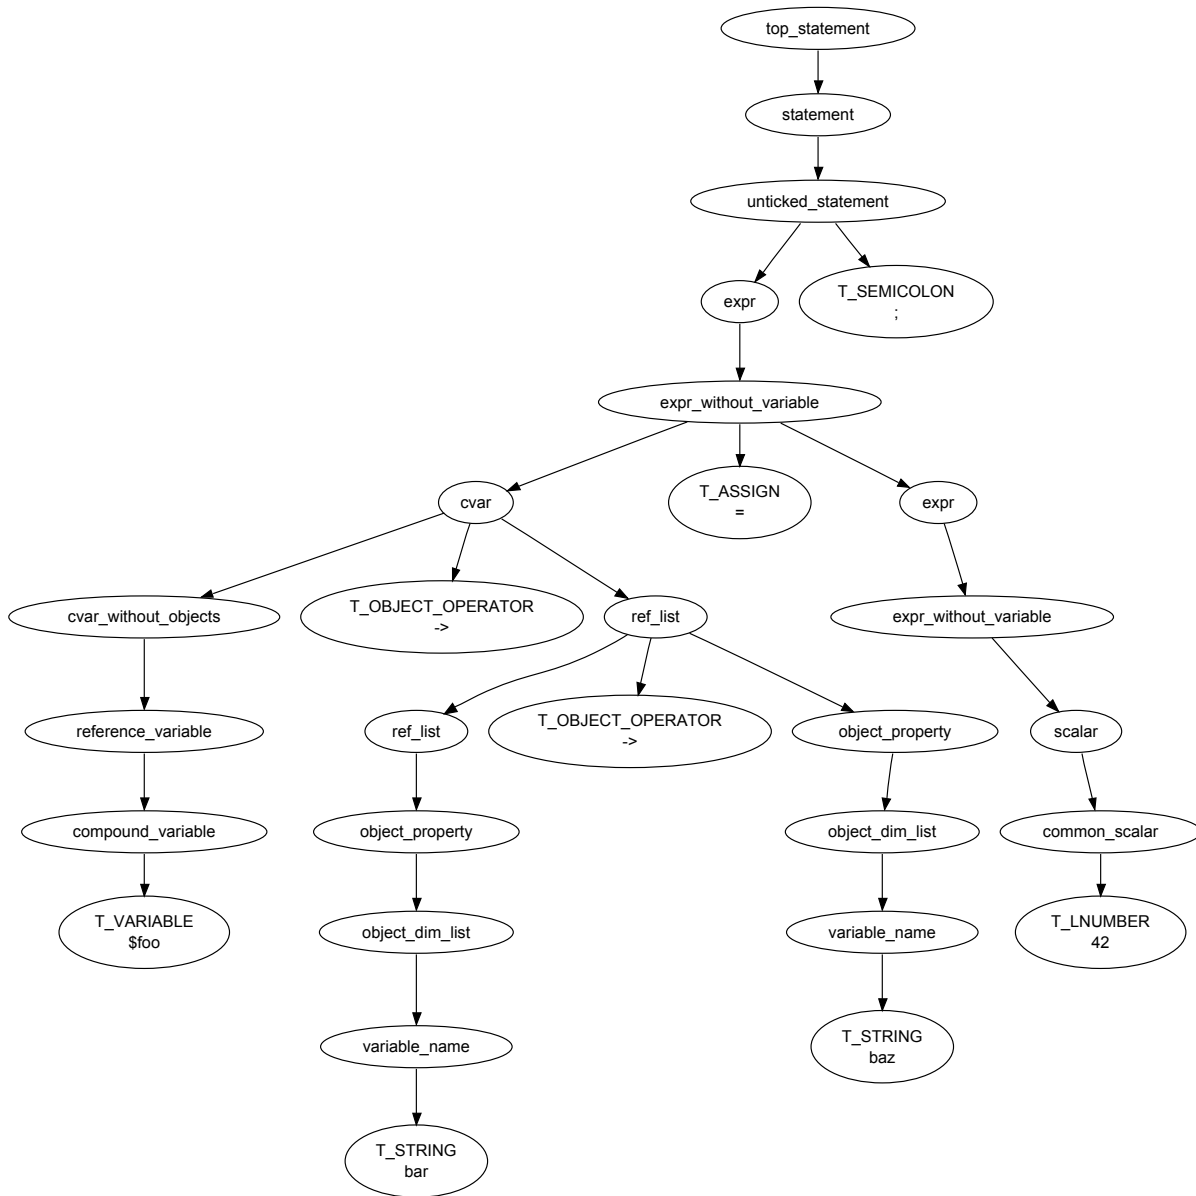 top_statement
statement
unticked_statement
expr
T_SEMICOLON
;
expr_without_variable
cvar
T_ASSIGN
=
expr
cvar_without_objects
T_OBJECT_OPERATOR
->
ref_list
expr_without_variable
reference_variable
ref_list
T_OBJECT_OPERATOR
->
object_property
scalar
compound_variable
object_property
object_dim_list
common_scalar
T_VARIABLE
$foo
object_dim_list
variable_name
T_LNUMBER
42
variable_name
T_STRING
baz
T_STRING
bar